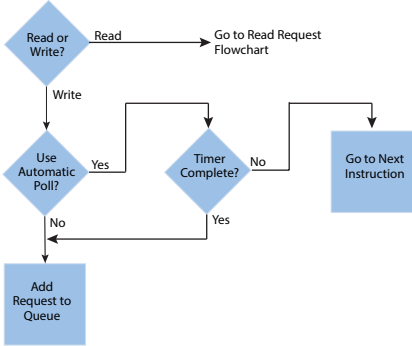 Read or
Write?
Read
Go to Read Request
Flowchart
Write
Use
Automatic
Poll?
Yes
Timer
Complete?
No
Go to Next
Instruction
No
Yes
Add
Request to
Queue